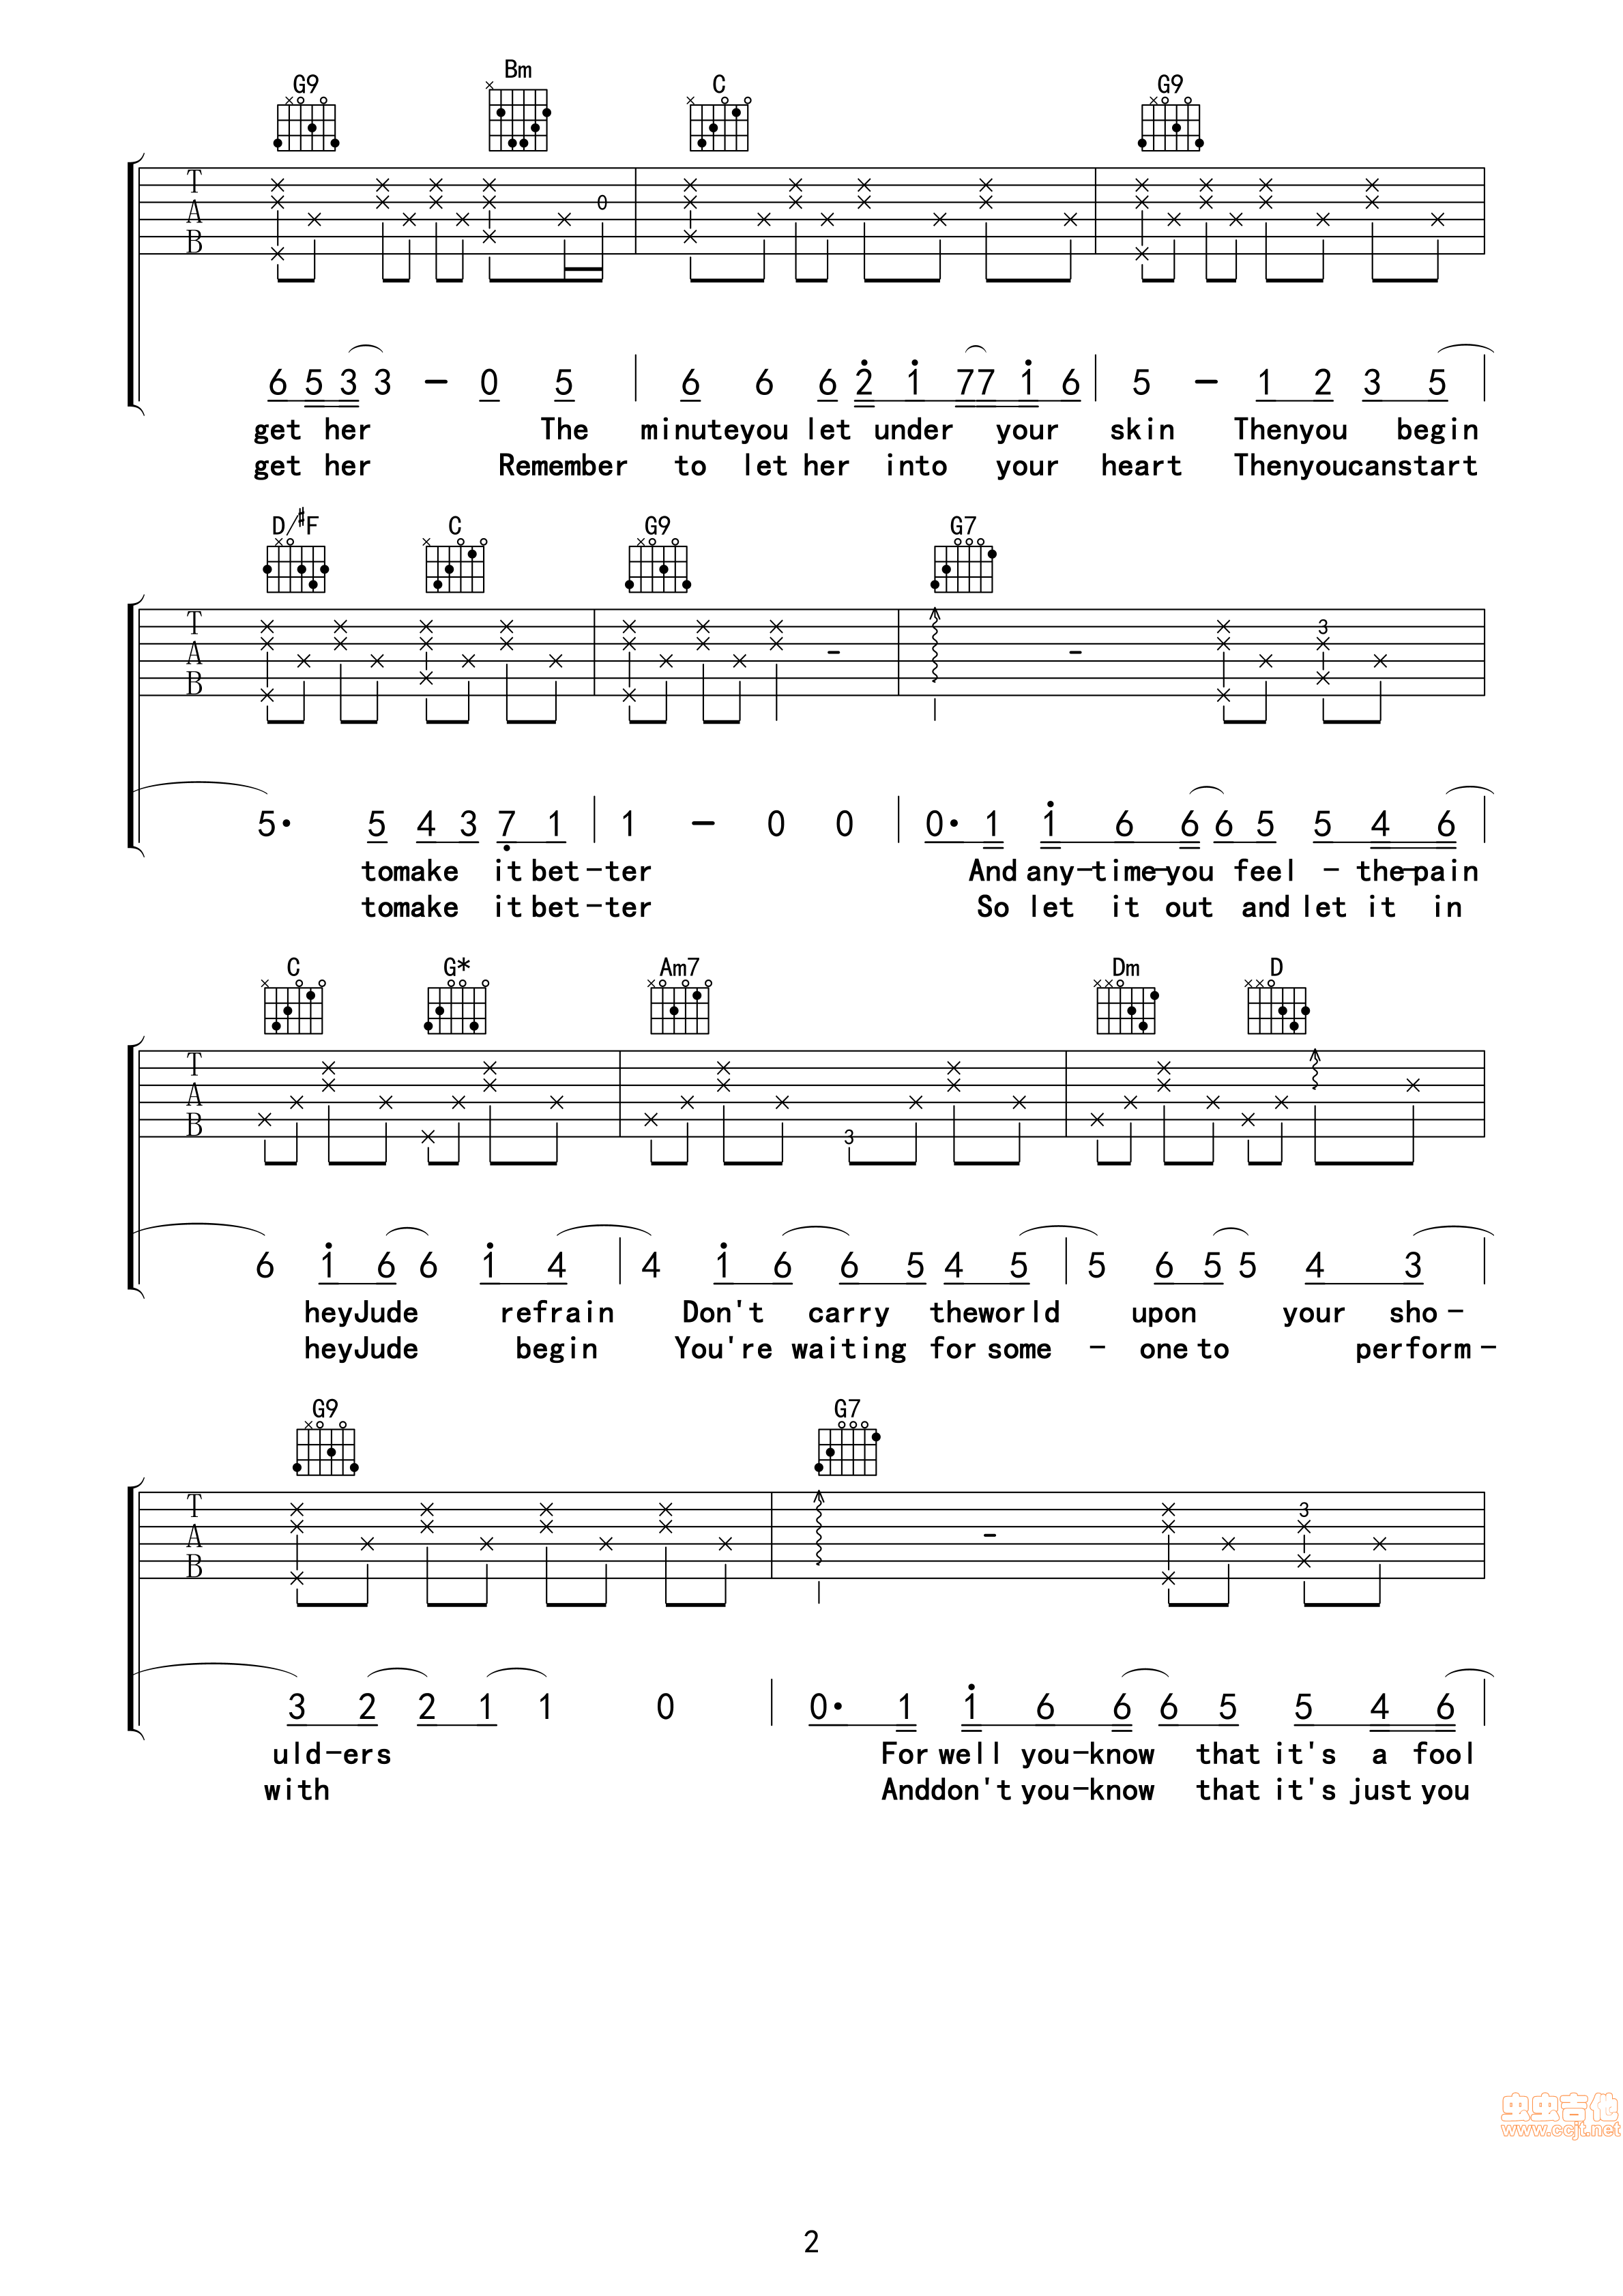 G9 Bm C G9
T
A 0
B
6 5 3 3 – 0 5 6 6 6 2 1 7 7 1 6 5 – 1 2 3 5
get her The minuteyou let under your skin Thenyou begin
get her Remember to let her into your heart Thenyoucanstart
D/#F C G9 G7
T 3
A
B
5· 5 4 3 7 1 1 – 0 0 0· 1 1 6 6 6 5 5 4 6
tomake it bet-ter And any-time-you feel - the-pain
tomake it bet-ter So let it out and let it in
C G* Am7 Dm D
T
A
B 3
6 1 6 6 1 4 4 1 6 6 5 4 5 5 6 5 5 4 3
heyJude refrain Don't carry theworld upon your sho-
heyJude begin You're waiting for some - one to perform-
G9 G7
T 3
A
B
3 2 2 1 1 0 0· 1 1 6 6 6 5 5 4 6
uld-ers For well you-know that it's a fool
with Anddon't you-know that it's just you
虫虫吉他
www.ccjt.net
2